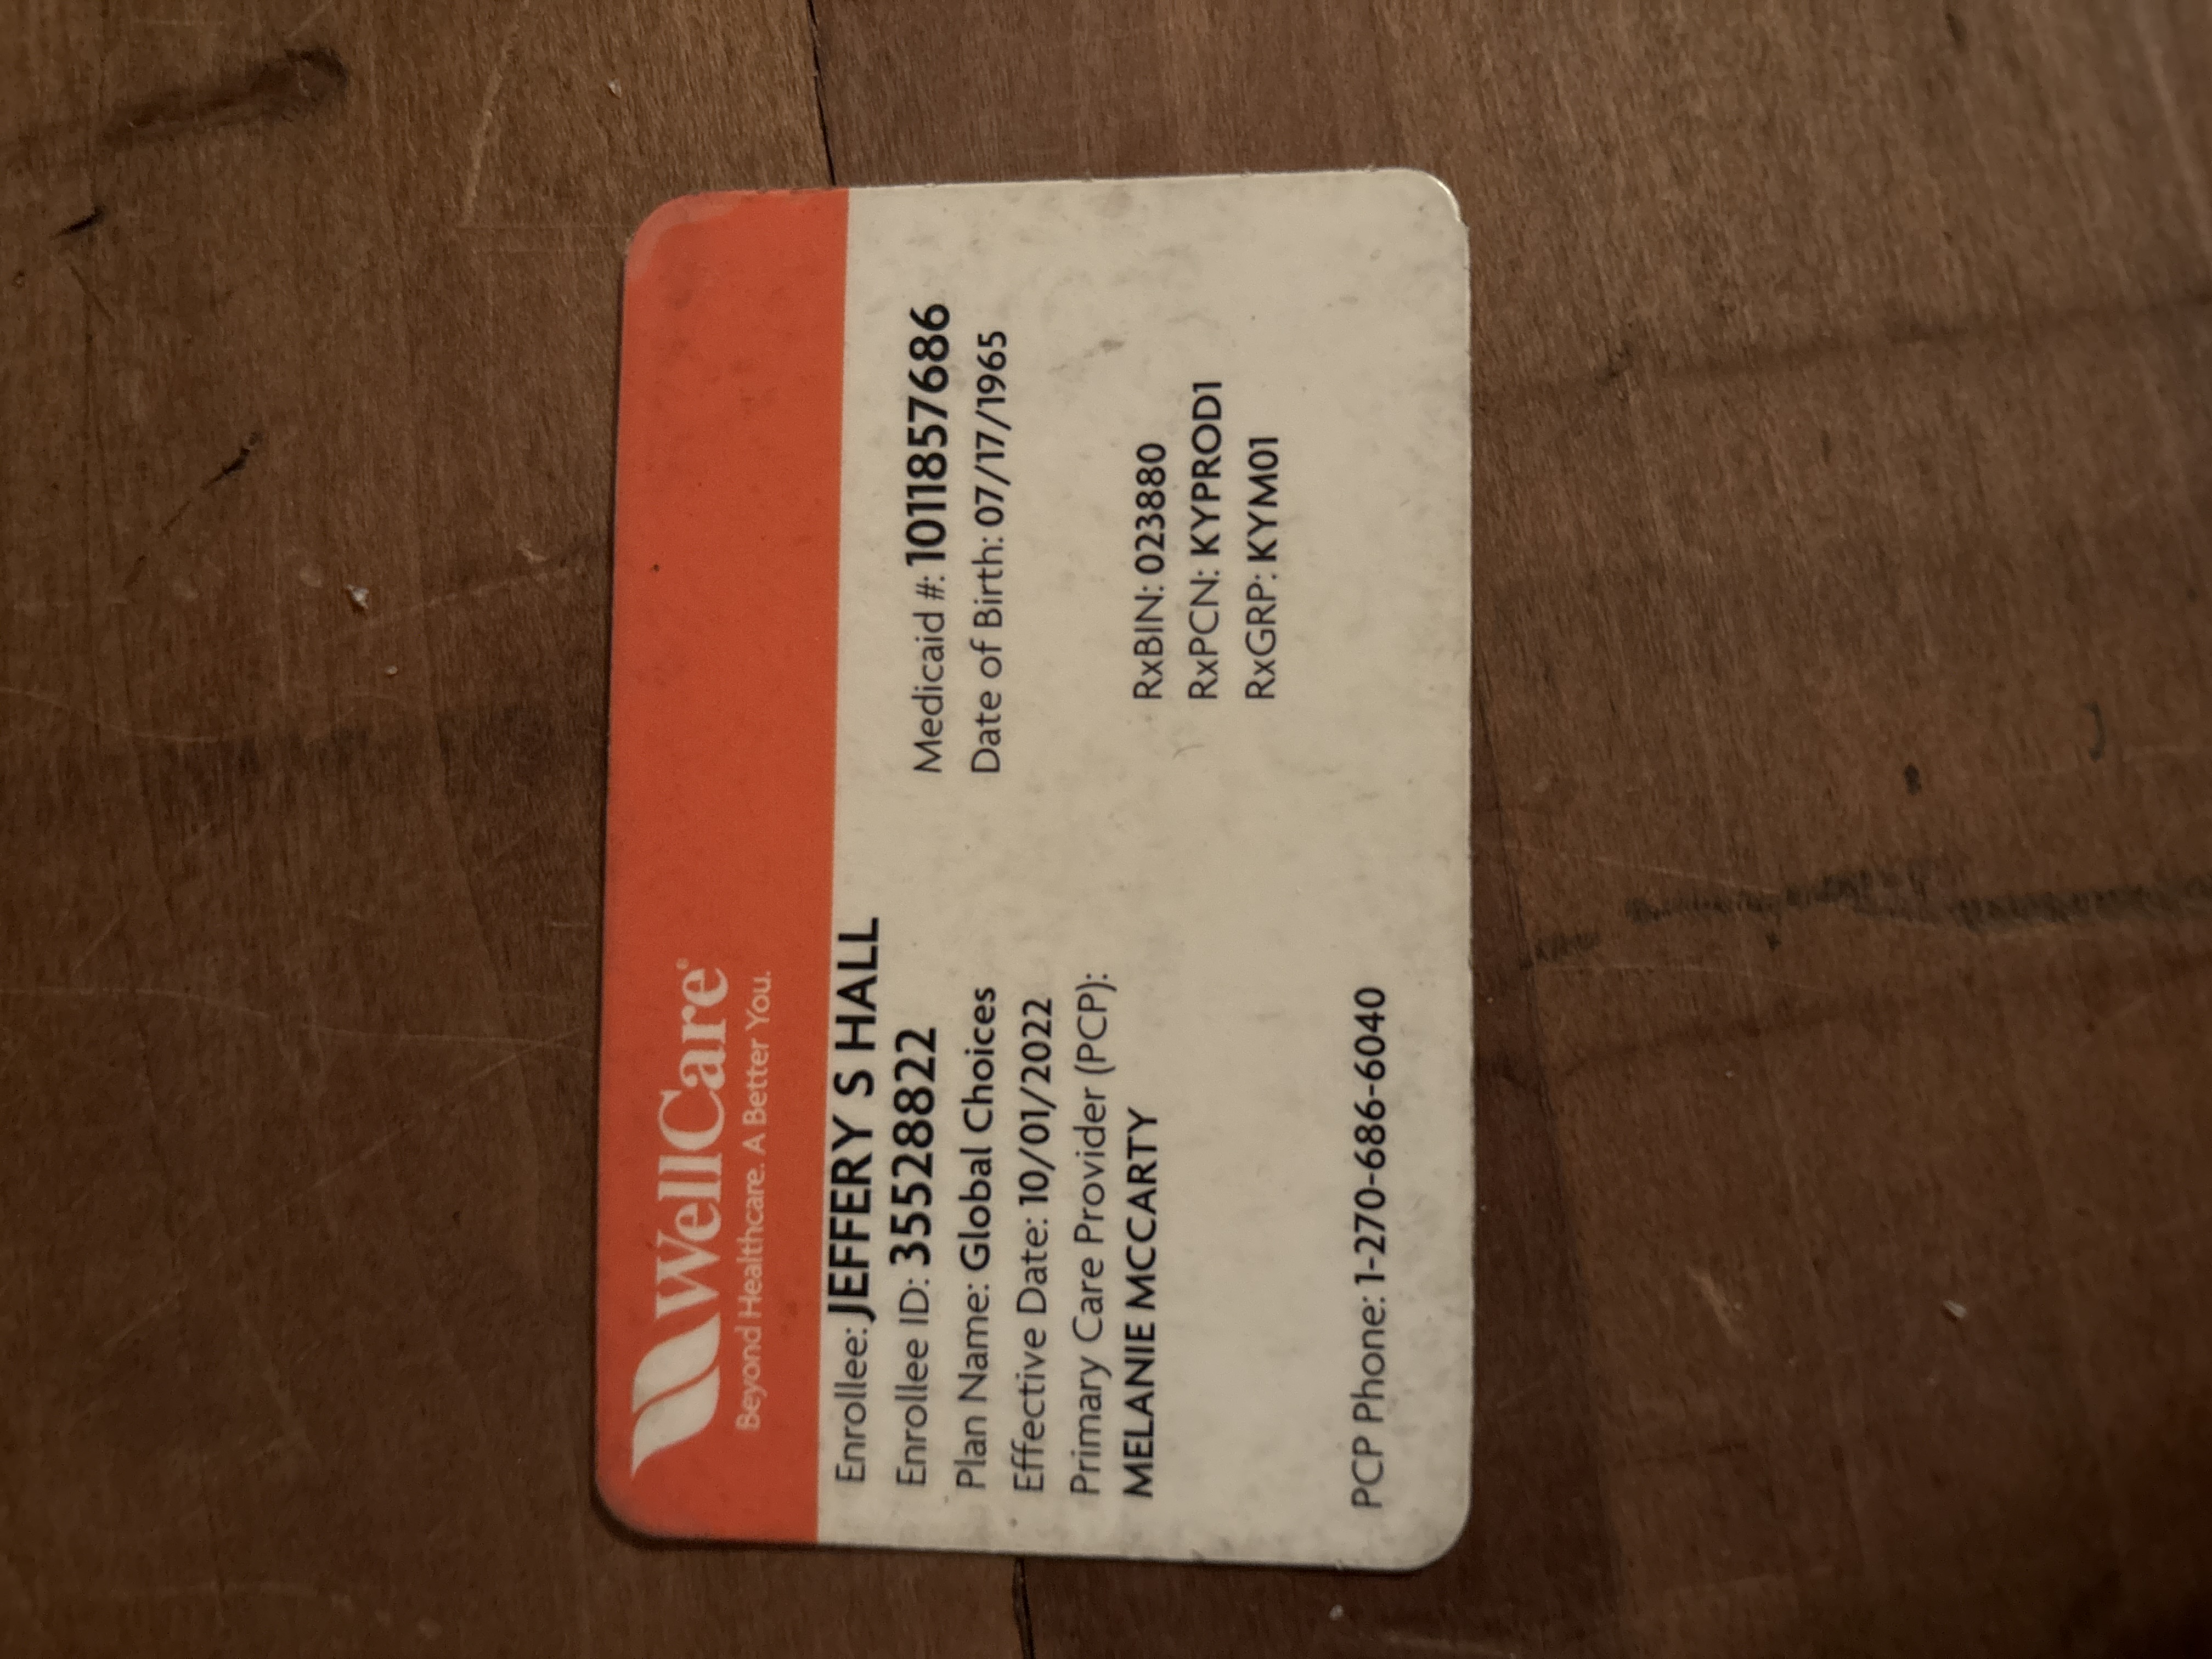 WellCare®
Beyond Healthcare. A Better You.
Enrollee: JEFFERY S HALL
Enrollee ID: 35528822
Medicaid #: 1011857686
Plan Name: Global Choices
Date of Birth: 07/17/1965
Effective Date: 10/01/2022
Primary Care Provider (PCP):
MELANIE MCCARTY
RxBIN: 023880
RxPCN: KYPROD1
RxGRP: KYM01
PCP Phone: 1-270-686-6040